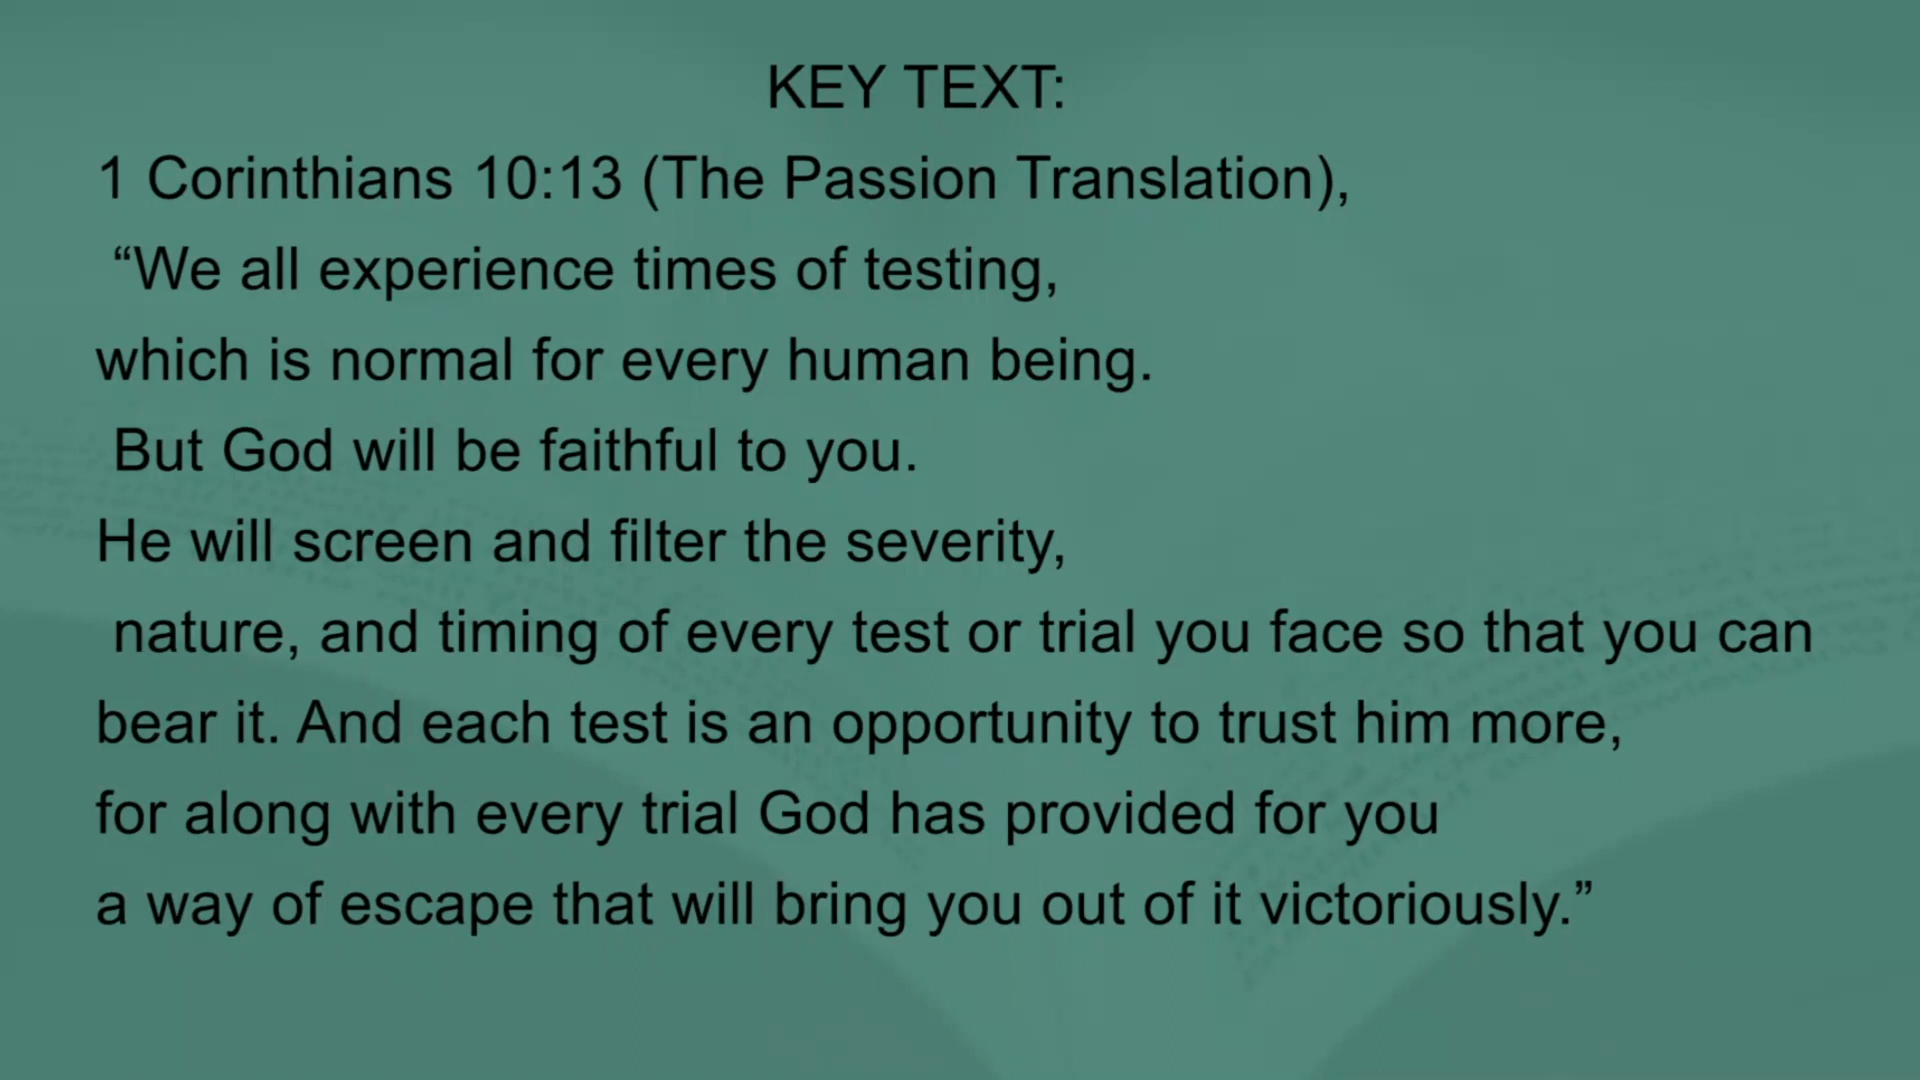 KEY TEXT:
1 Corinthians 10:13 (The Passion Translation),
“We all experience times of testing,
which is normal for every human being.
But God will be faithful to you.
He will screen and filter the severity,
nature, and timing of every test or trial you face so that you can
bear it. And each test is an opportunity to trust him more,
for along with every trial God has provided for you
a way of escape that will bring you out of it victoriously.”